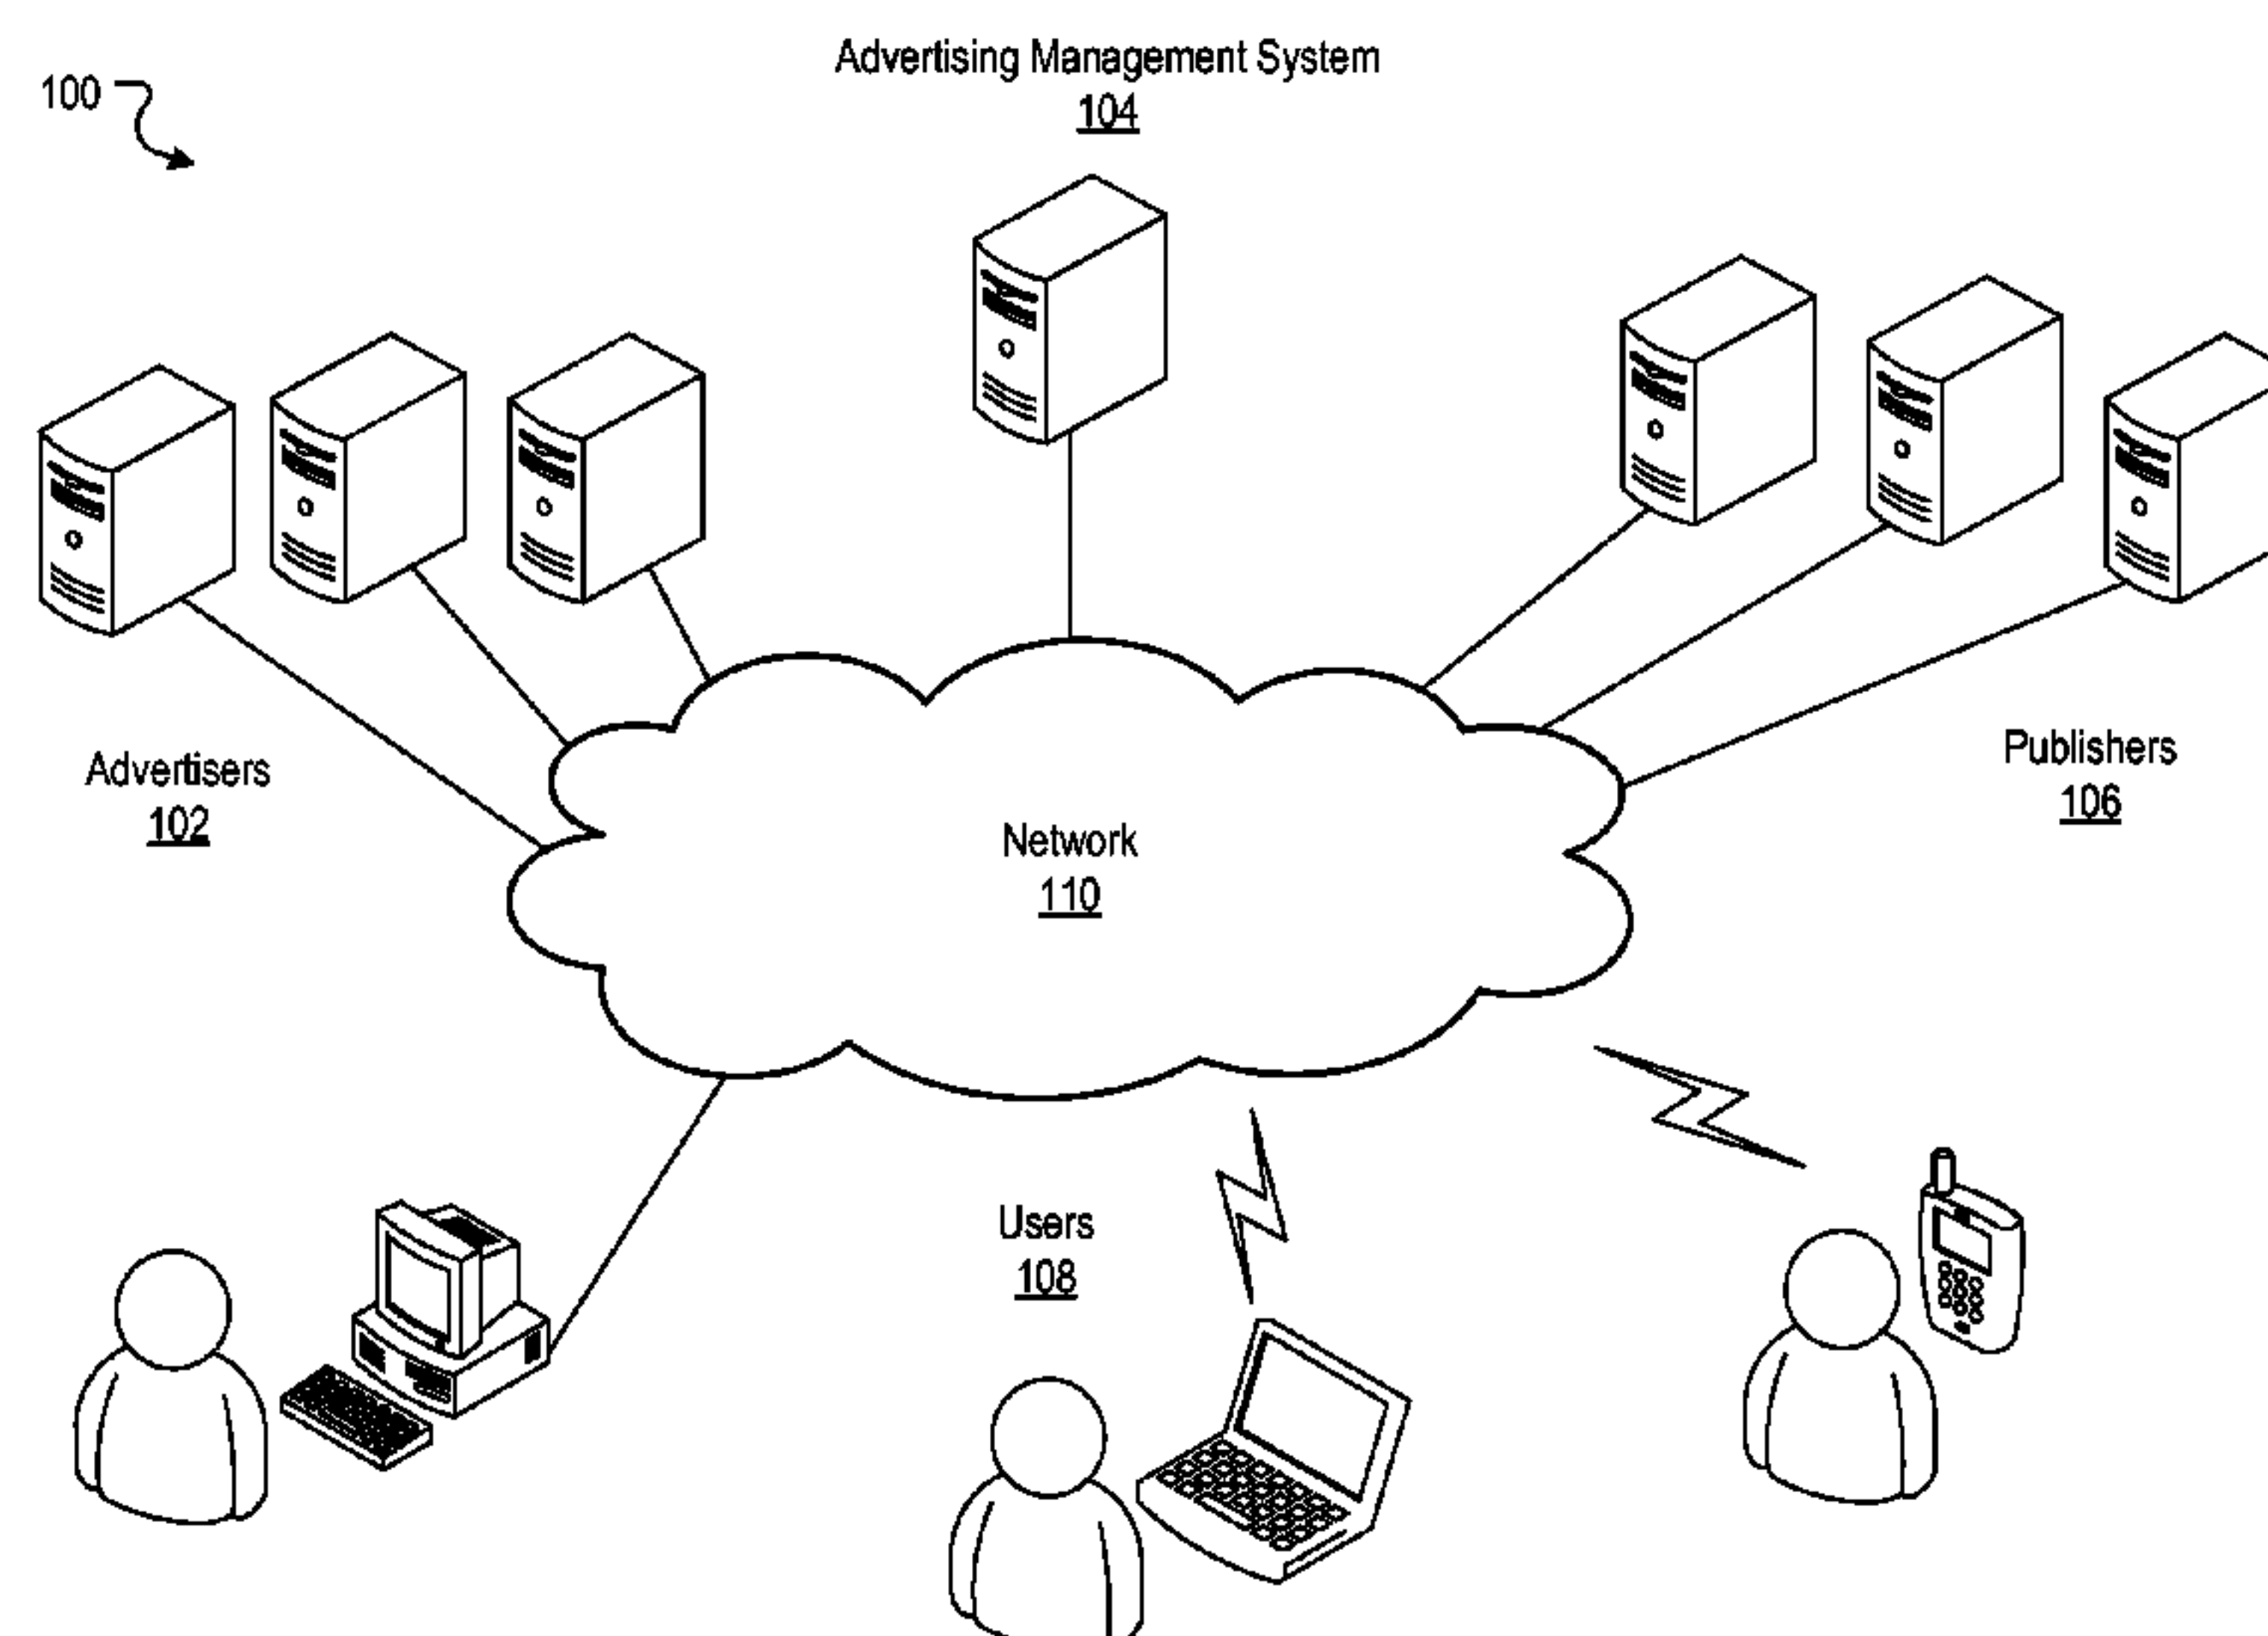 Advertising Management System
104
100
Advertisers
102
Publishers
106
Network
110
Users
108